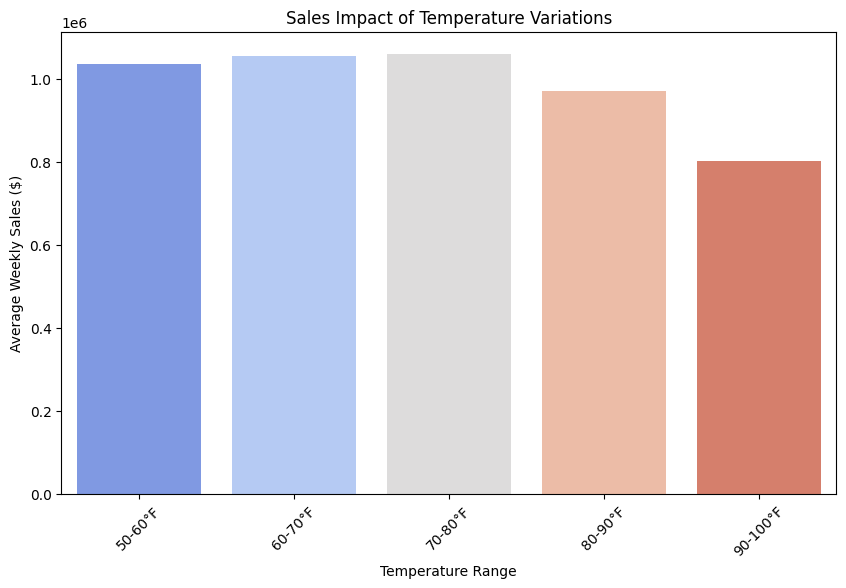 Sales Impact of Temperature Variations
1e6
Average Weekly Sales ($)
1.0
0.8
0.6
0.4
0.2
0.0
50-60°F
60-70°F
70-80°F
80-90°F
90-100°F
Temperature Range